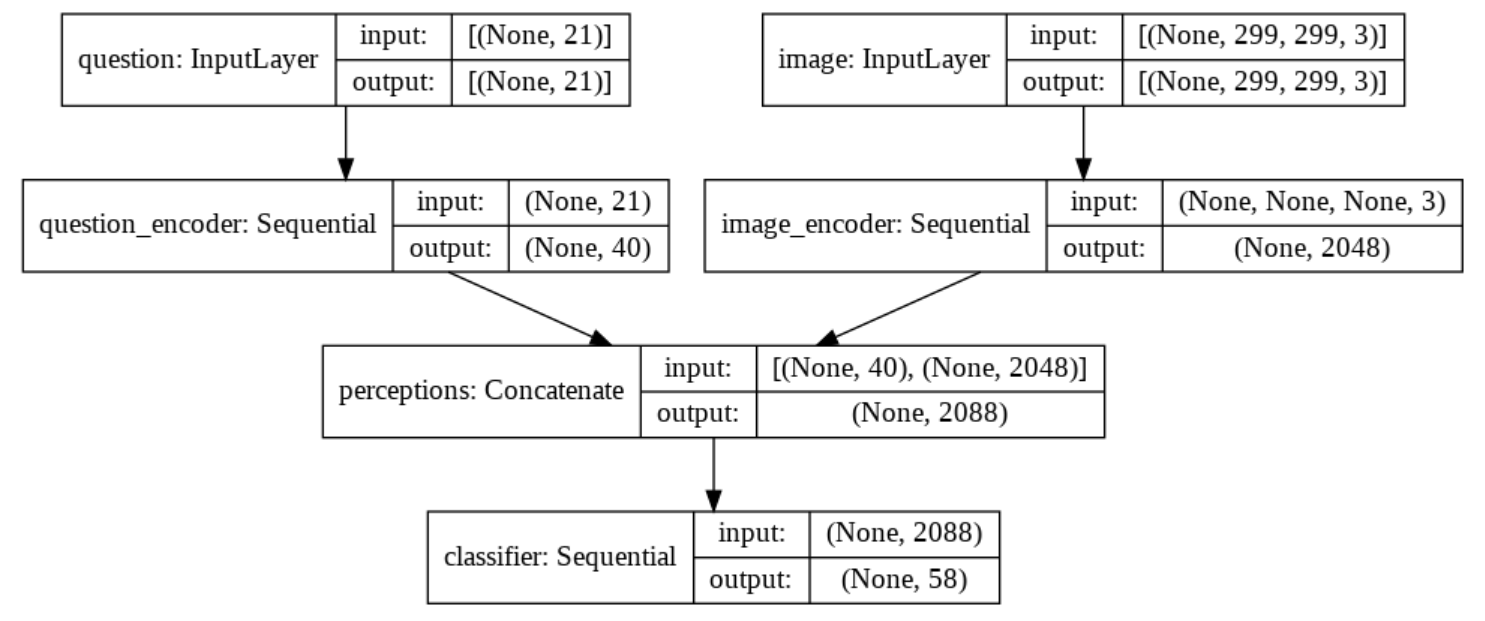 question: InputLayer
input: [(None, 21)]
output: [(None, 21)]
image: InputLayer
input: [(None, 299, 299, 3)]
output: [(None, 299, 299, 3)]
question_encoder: Sequential
input: (None, 21)
output: (None, 40)
image_encoder: Sequential
input: (None, None, None, 3)
output: (None, 2048)
perceptions: Concatenate
input: [(None, 40), (None, 2048)]
output: (None, 2088)
classifier: Sequential
input: (None, 2088)
output: (None, 58)